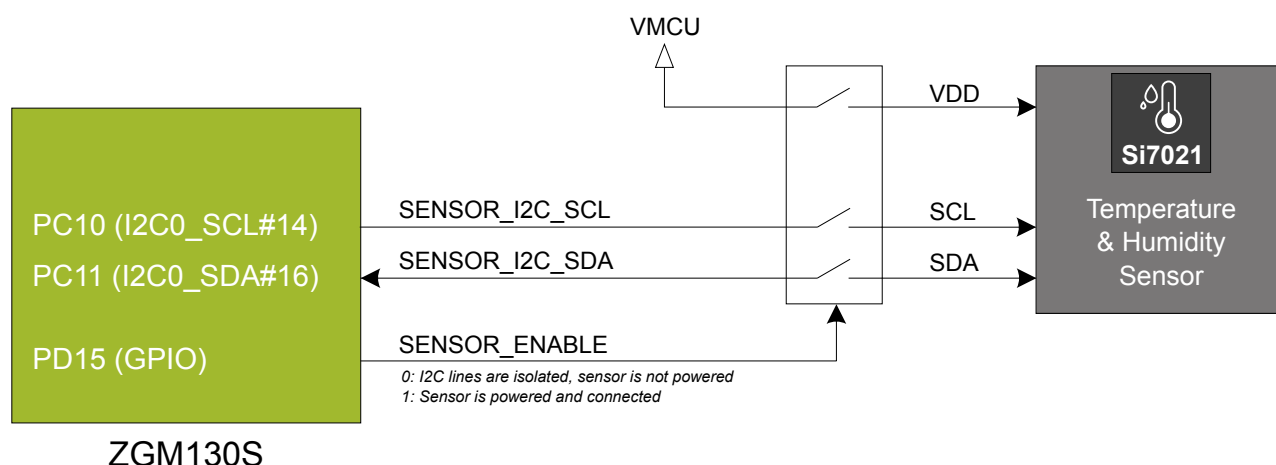 VMCU
VDD
Si7021
PC10 (I2C0_SCL#14)
SENSOR_I2C_SCL
SCL
Temperature
& Humidity
Sensor
PC11 (I2C0_SDA#16)
SENSOR_I2C_SDA
SDA
PD15 (GPIO)
SENSOR_ENABLE
0: I2C lines are isolated, sensor is not powered
1: Sensor is powered and connected
ZGM130S